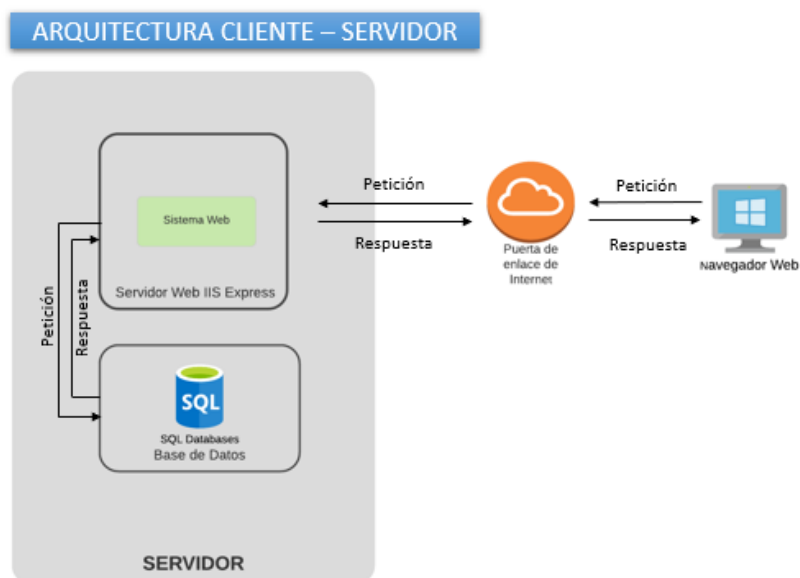 ARQUITECTURA CLIENTE – SERVIDOR
Sistema Web
Servidor Web IIS Express
Petición
Respuesta
SQL
SQL Databases
Base de Datos
SERVIDOR
Petición
Respuesta
Puerta de
enlace de
Internet
Petición
Respuesta
Navegador Web